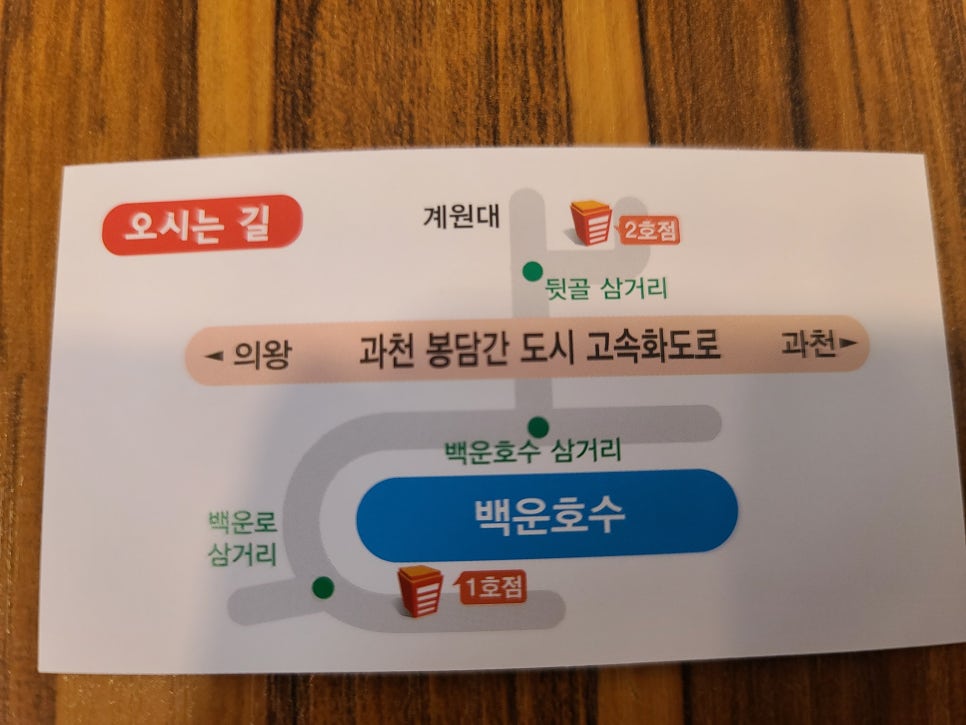 오시는 길
계원대
2호점
뒷골 삼거리
◄ 의왕 과천 봉담간 도시 고속화도로 과천 ►
백운호수 삼거리
백운호수
백운로
삼거리
1호점